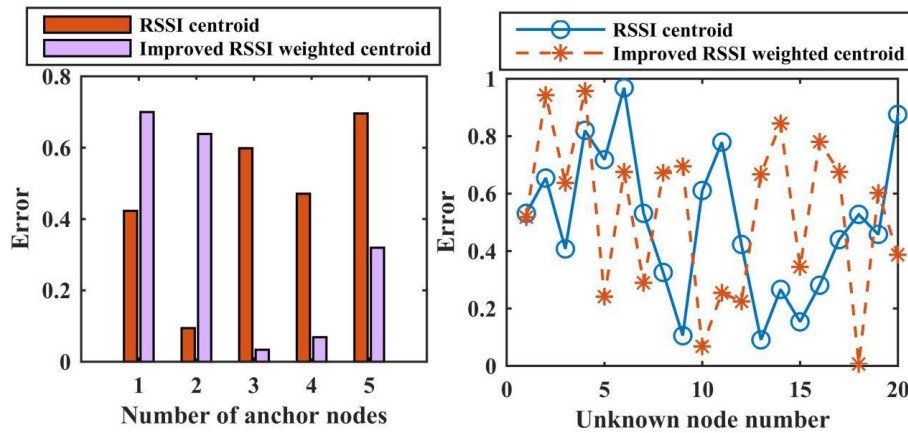 RSSI centroid
Improved RSSI weighted centroid
0.8
0.6
0.4
0.2
0
Error
1 2 3 4 5
Number of anchor nodes
RSSI centroid
Improved RSSI weighted centroid
1
0.8
0.6
0.4
0.2
0
Error
0 5 10 15 20
Unknown node number